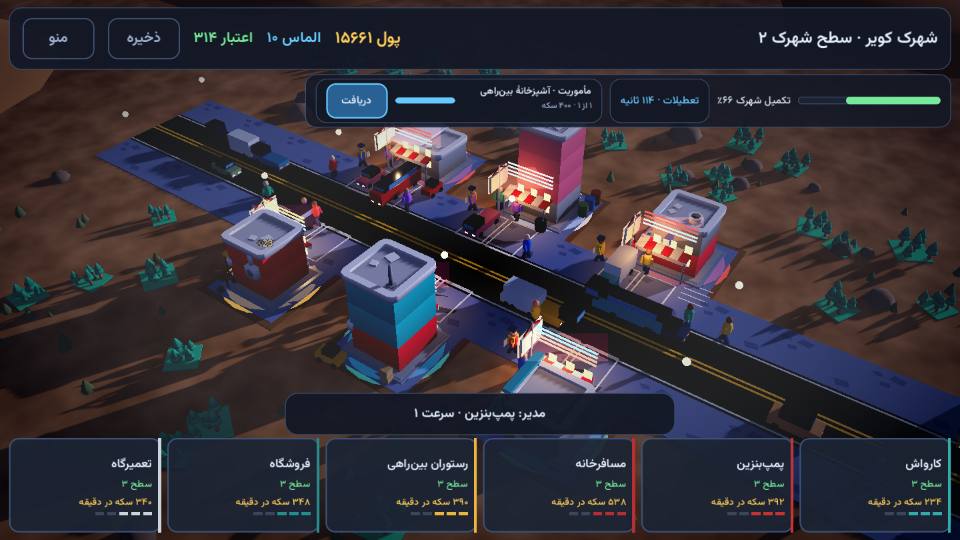 شهرک کویر · سطح شهرک ۲
پول ۱۵۶۶۱
الماس ۱۰
اعتبار ۳۱۴
ذخیره
منو
تکمیل شهرک ۶۶٪
تعطیلات · ۱۱۴ ثانیه
مأموریت · آشپزخانهٔ بین‌راهی
۱ از ۱ · ۴۰۰ سکه
دریافت
مدیر: پمپ‌بنزین · سرعت ۱
کارواش
سطح ۳
۲۳۴ سکه در دقیقه
پمپ‌بنزین
سطح ۳
۳۹۲ سکه در دقیقه
مسافرخانه
سطح ۳
۵۳۸ سکه در دقیقه
رستوران بین‌راهی
سطح ۳
۳۹۰ سکه در دقیقه
فروشگاه
سطح ۳
۳۴۸ سکه در دقیقه
تعمیرگاه
سطح ۳
۳۴۰ سکه در دقیقه